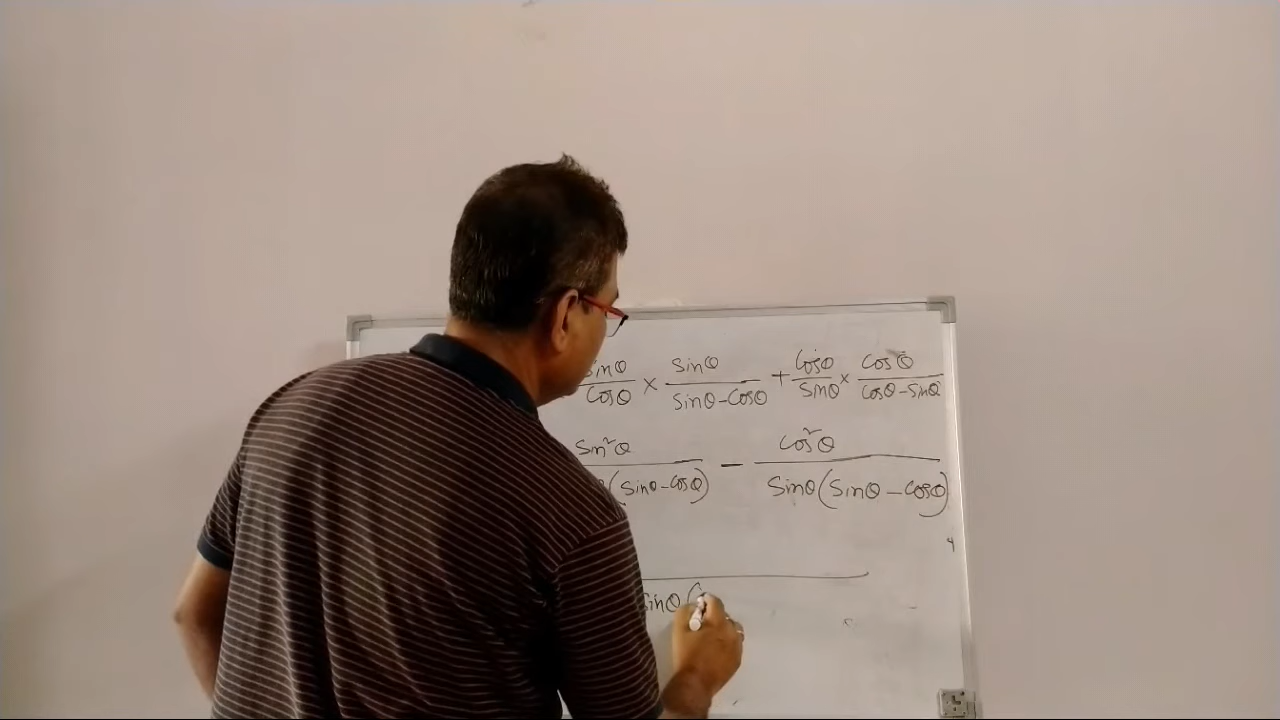 sinθ/cosθ × sinθ/(sinθ-cosθ) + cosθ/sinθ × cosθ/(cosθ-sinθ)
sin²θ/(sinθ-cosθ) - cos²θ/sinθ(sinθ-cosθ)
sinθ(